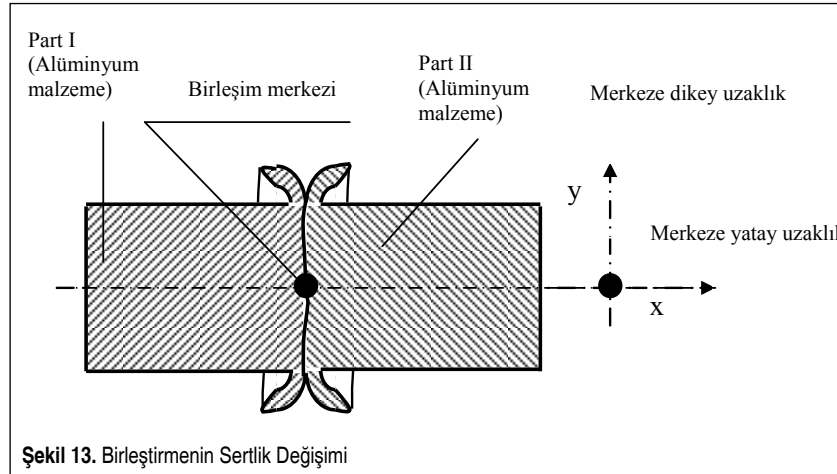 Part I
(Alüminyum
malzeme)
Birleşim merkezi
Part II
(Alüminyum
malzeme)
Merkeze dikey uzaklık
y
Merkeze yatay uzaklık
x
Şekil 13. Birleştirmenin Sertlik Değişimi